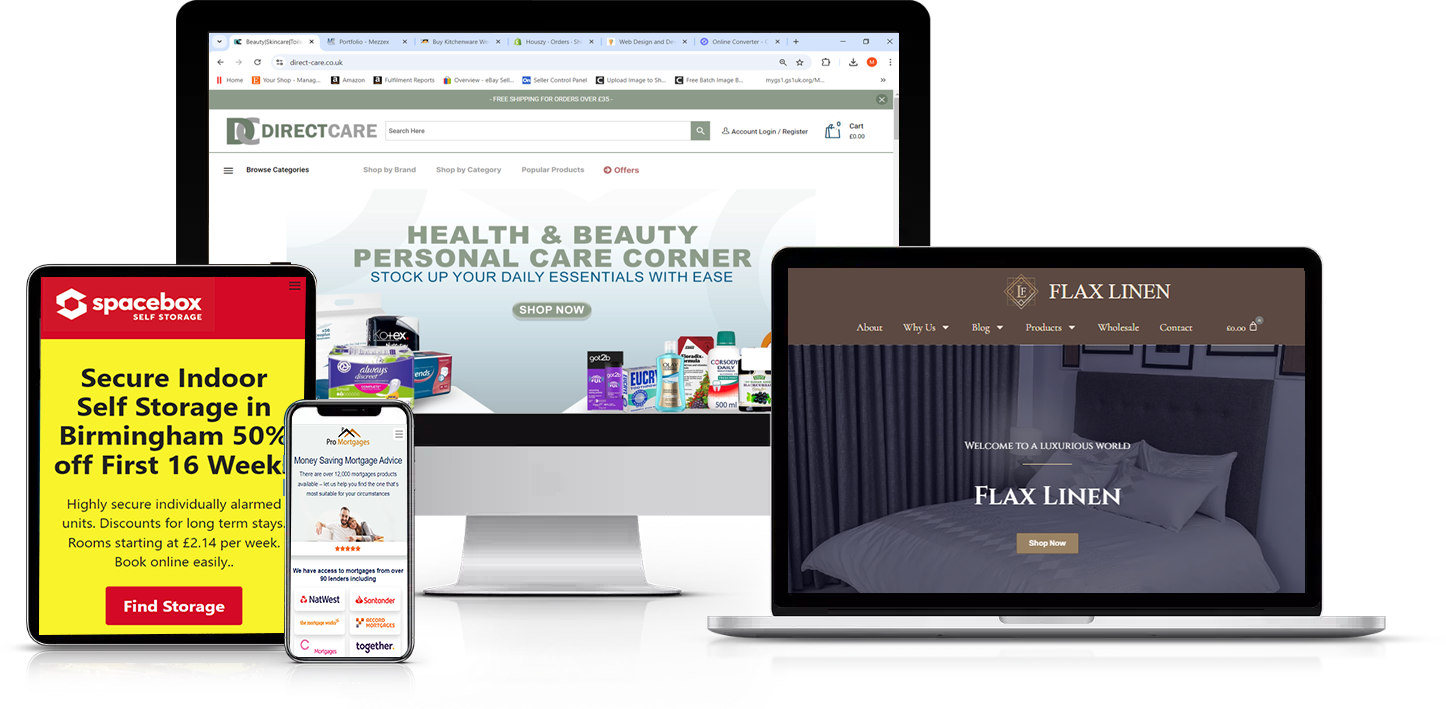 Beauty|Skincare|Toile
Portfolio - Mezzex
Buy Kitchenware We
Houszy - Orders - Sh
Web Design and De
Online Converter -
direct-care.co.uk
Home
Your Shop - Manag...
Amazon
Fulfilment Reports
Overview - eBay Sell...
Seller Control Panel
Upload Image to Sh...
Free Batch Image B...
mygs1.gs1uk.org/M...
- FREE SHIPPING FOR ORDERS OVER £35 -
DC DIRECTCARE
Search Here
Account Login / Register
0
Cart
£0.00
Browse Categories
Shop by Brand
Shop by Category
Popular Products
Offers
HEALTH & BEAUTY
PERSONAL CARE CORNER
STOCK UP YOUR DAILY ESSENTIALS WITH EASE
SHOP NOW
kotex
always
discreet
ends
got2b
got2b
EUCRY
Floradix
formula
CORSODY
DAILY
500 ml
spacebox
SELF STORAGE
Secure Indoor
Self Storage in
Birmingham 50%
off First 16 Week
Highly secure individually alarmed
units. Discounts for long term stays.
Rooms starting at £2.14 per week.
Book online easily..
Find Storage
Pro Mortgages
Money Saving Mortgage Advice
There are over 12,000 mortgages products
available – let us help you find the one that's
most suitable for your circumstances
We have access to mortgages from over
90 lenders including
NatWest
Santander
the mortgage works
ACCORD
MORTGAGES
Mortgages
together.
LF
FLAX LINEN
About
Why Us
Blog
Products
Wholesale
Contact
£0.00
Welcome to a luxurious world
Flax Linen
Shop Now